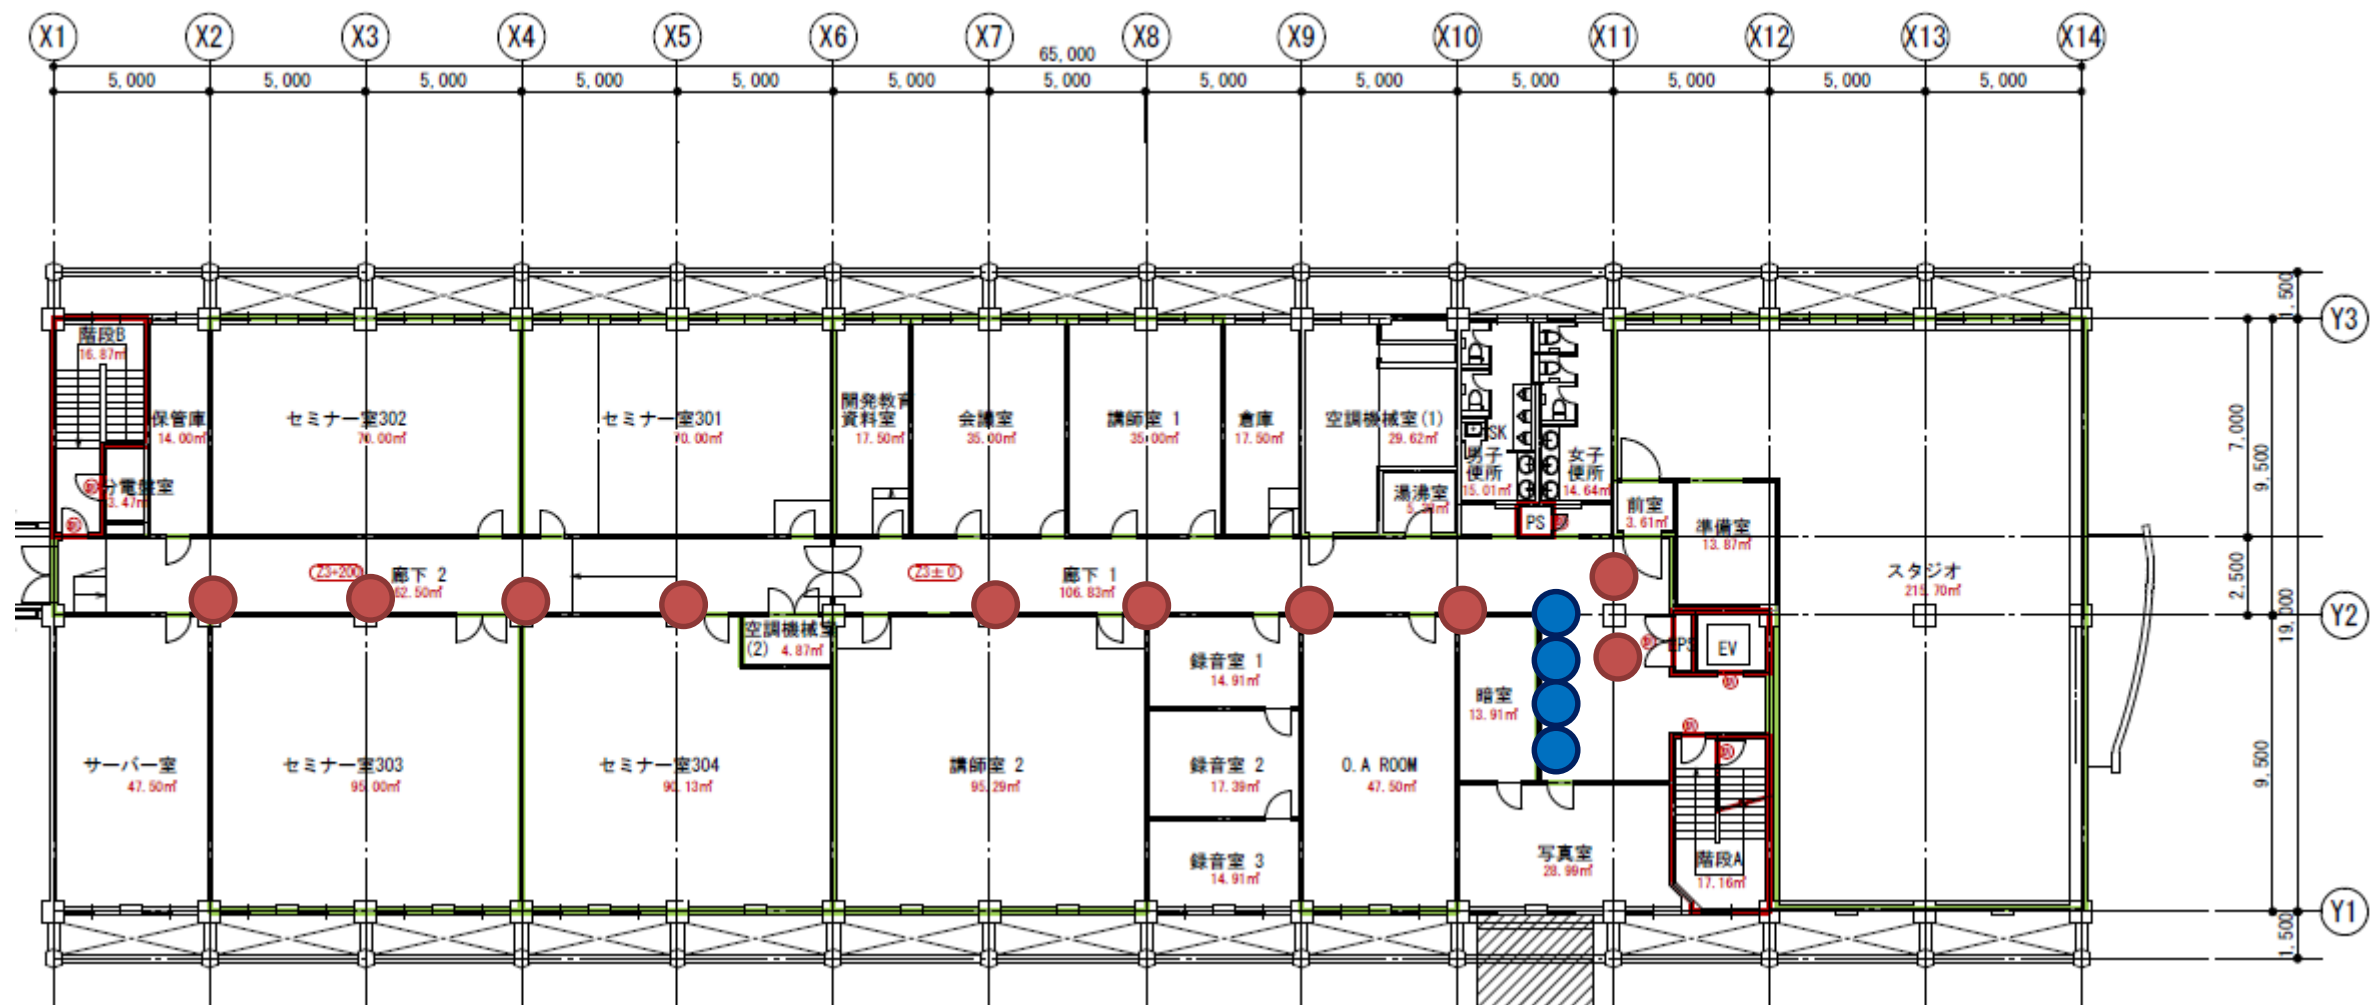 X1 X2 X3 X4 X5 X6 X7 X8 X9 X10 X11 X12 X13 X14
65,000
5,000 5,000 5,000 5,000 5,000 5,000 5,000 5,000 5,000 5,000 5,000 5,000 5,000
1,500
Y3
階段B
16.87㎡
保管庫
14.00㎡
分電盤室
3.47㎡
セミナー室302
70.00㎡
セミナー室301
70.00㎡
開発教育
資料室
17.50㎡
会議室
35.00㎡
講師室 1
35.00㎡
倉庫
17.50㎡
空調機械室(1)
29.62㎡
湯沸室
SK
男子
便所
15.01㎡
女子
便所
14.64㎡
PS
前室
3.61㎡
準備室
13.87㎡
スタジオ
215.70㎡
7,000
9,500
2,500
19,000
Z3+200
廊下 2
62.50㎡
Z3±0
廊下 1
106.83㎡
Y2
空調機械室
(2) 4.87㎡
EPS
EV
サーバー室
47.50㎡
セミナー室303
95.00㎡
セミナー室304
90.13㎡
講師室 2
95.29㎡
録音室 1
14.91㎡
録音室 2
17.39㎡
録音室 3
14.91㎡
O.A ROOM
47.50㎡
暗室
13.91㎡
写真室
28.99㎡
階段A
17.16㎡
9,500
Y1
1,500